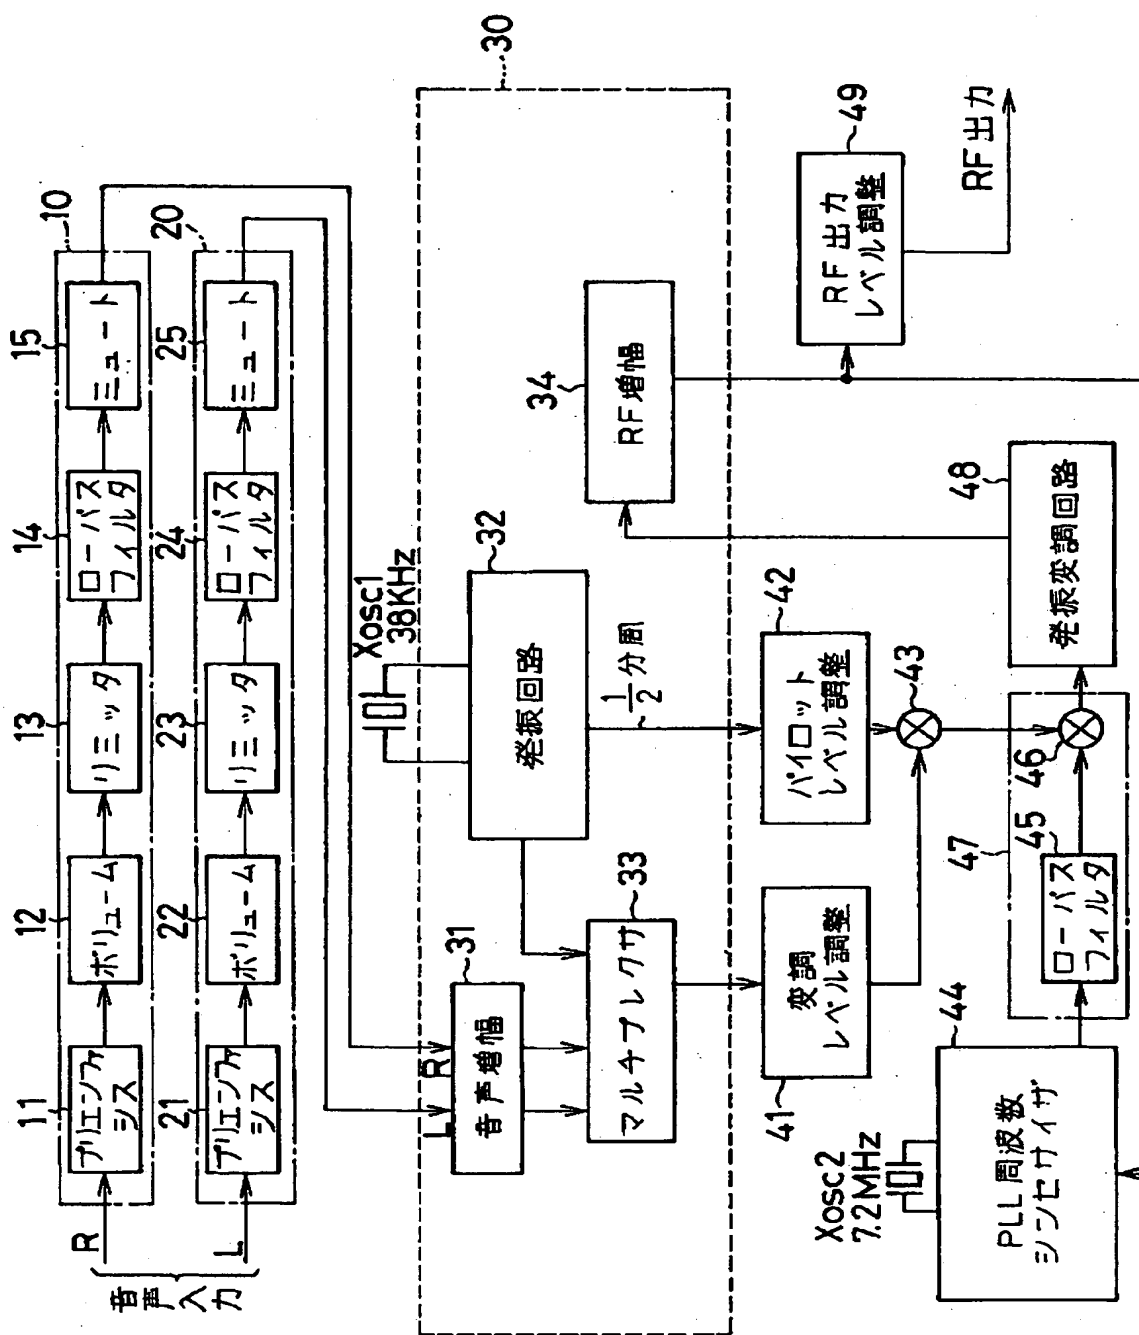 音声
入力
R
L
10
11
プリエンファ
シス
12
ボリューム
13
リミッタ
14
ローパス
フィルタ
15
ミュート
20
21
プリエンファ
シス
22
ボリューム
23
リミッタ
24
ローパス
フィルタ
25
ミュート
30
Xosc1
38KHz
L
R
31
音声増幅
32
発振回路
33
マルチプレクサ
34
RF増幅
1/2分周
41
変調
レベル調整
42
パイロット
レベル調整
43
Xosc2
7.2MHz
44
PLL周波数
シンセサイザ
45
ローパス
フィルタ
46
47
48
発振変調回路
49
RF出力
レベル調整
RF出力